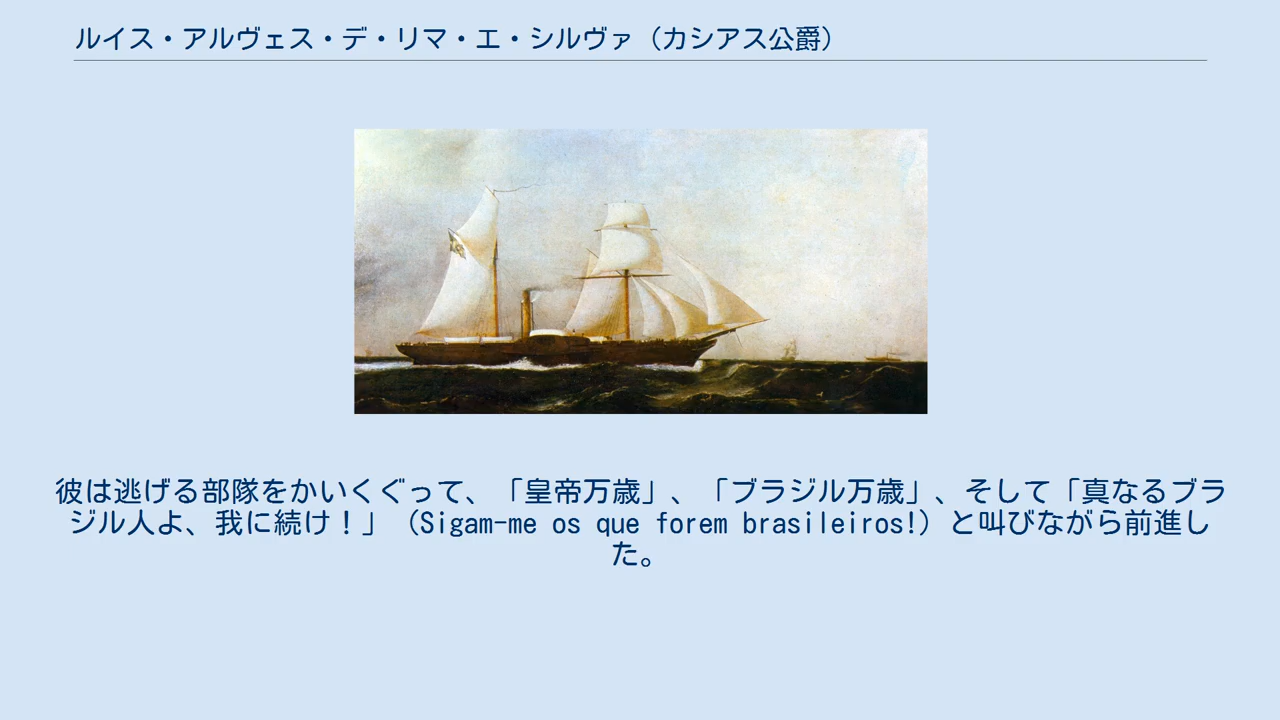 ルイス・アルヴェス・デ・リマ・エ・シルヴァ（カシアス公爵）
彼は逃げる部隊をかいくぐって、「皇帝万歳」、「ブラジル万歳」、そして「真なるブラ
ジル人よ、我に続け！」（Sigam-me os que forem brasileiros!）と叫びながら前進し
た。